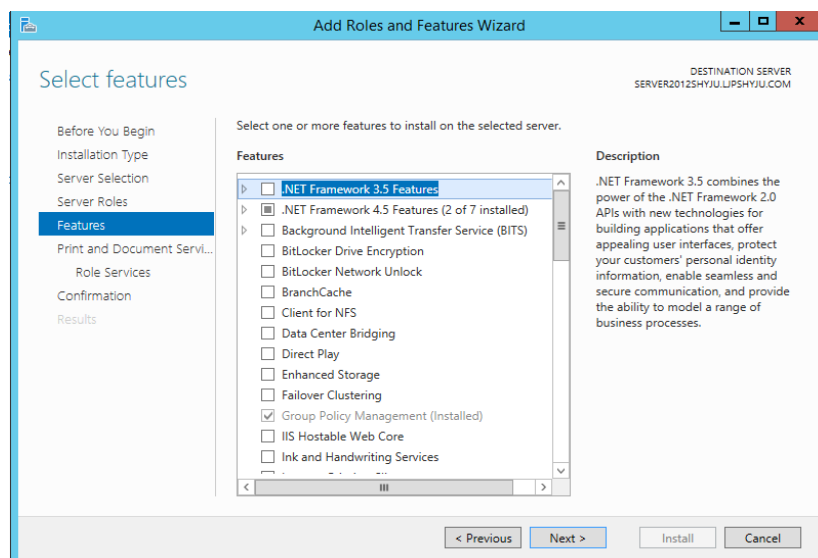 Add Roles and Features Wizard
Select features
DESTINATION SERVER
SERVER2012SHYJU.LJPSHYJU.COM
Before You Begin
Installation Type
Server Selection
Server Roles
Features
Print and Document Servi...
Role Services
Confirmation
Results
Select one or more features to install on the selected server.
Features
.NET Framework 3.5 Features
.NET Framework 4.5 Features (2 of 7 installed)
Background Intelligent Transfer Service (BITS)
BitLocker Drive Encryption
BitLocker Network Unlock
BranchCache
Client for NFS
Data Center Bridging
Direct Play
Enhanced Storage
Failover Clustering
Group Policy Management (Installed)
IIS Hostable Web Core
Ink and Handwriting Services
Description
.NET Framework 3.5 combines the
power of the .NET Framework 2.0
APIs with new technologies for
building applications that offer
appealing user interfaces, protect
your customers' personal identity
information, enable seamless and
secure communication, and provide
the ability to model a range of
business processes.
< Previous
Next >
Install
Cancel